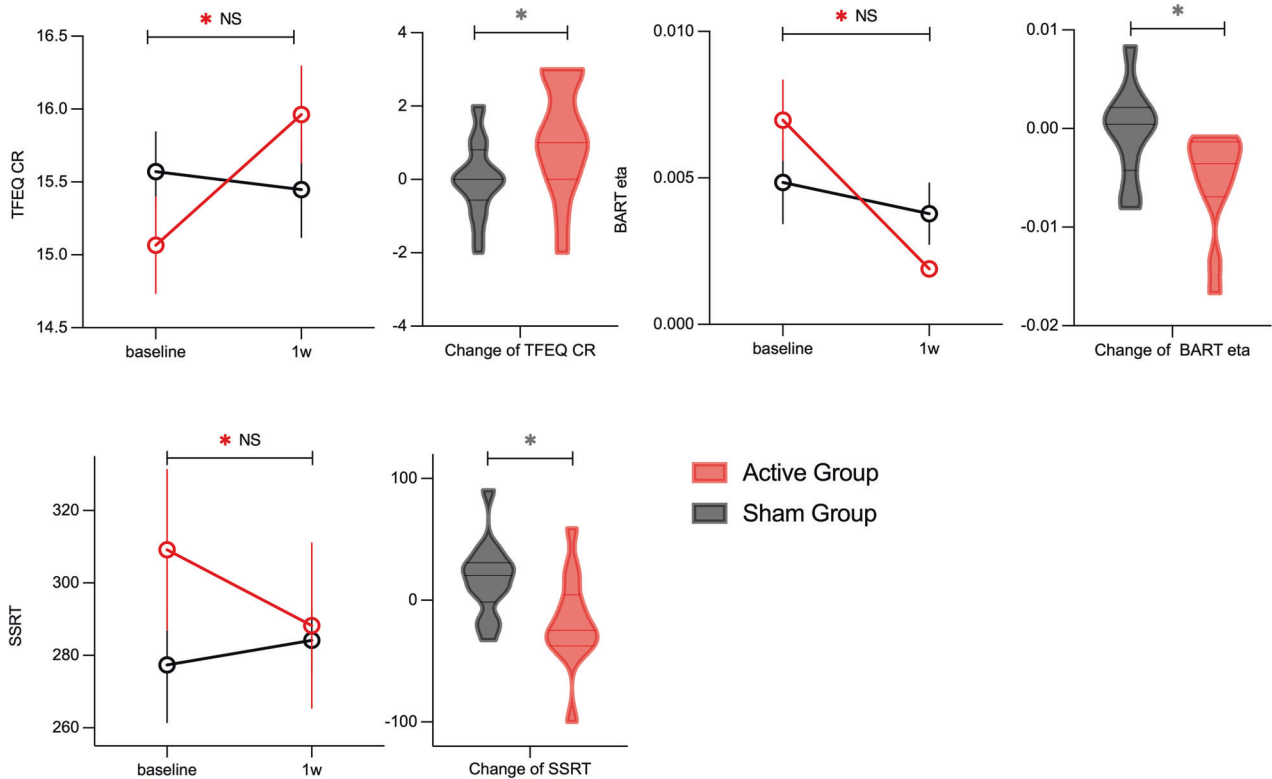 * NS
16.5
16.0
15.5
15.0
14.5
TFEQ CR
baseline
1w
*
4
2
0
-2
-4
Change of TFEQ CR
* NS
0.010
0.005
0.000
BART eta
baseline
1w
*
0.01
0.00
-0.01
-0.02
Change of BART eta
* NS
320
300
280
260
SSRT
baseline
1w
*
100
0
-100
Change of SSRT
Active Group
Sham Group